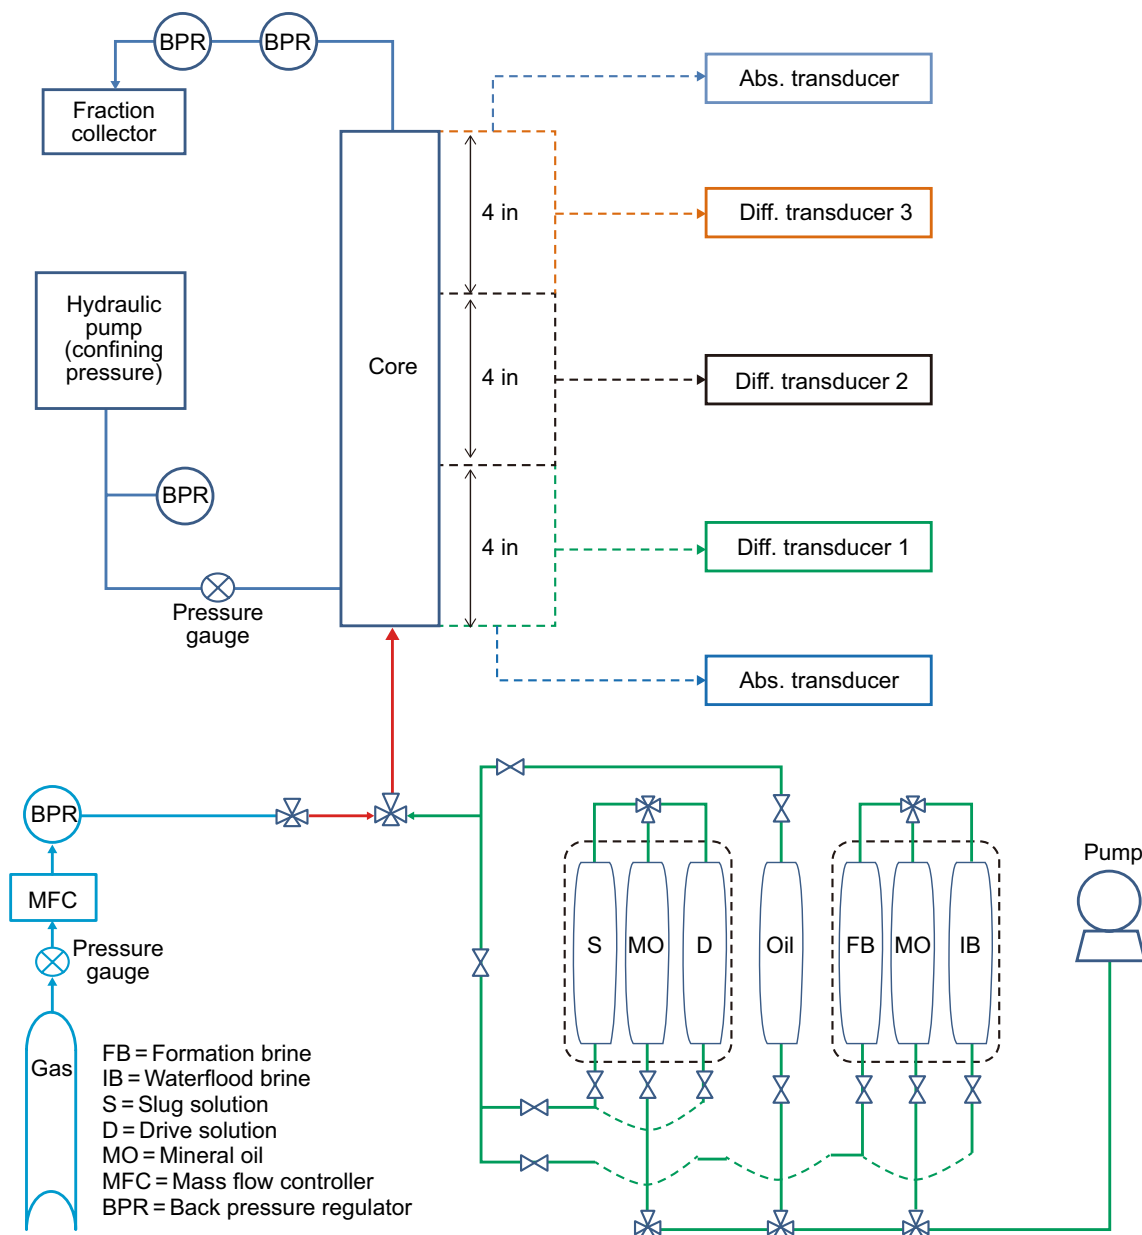 BPR
BPR
Fraction
collector
Abs. transducer
4 in
Diff. transducer 3
Hydraulic
pump
(confining
pressure)
Core
4 in
Diff. transducer 2
BPR
4 in
Diff. transducer 1
Pressure
gauge
Abs. transducer
BPR
MFC
Pressure
gauge
Gas
S
MO
D
Oil
FB
MO
IB
Pump
FB = Formation brine
IB = Waterflood brine
S = Slug solution
D = Drive solution
MO = Mineral oil
MFC = Mass flow controller
BPR = Back pressure regulator